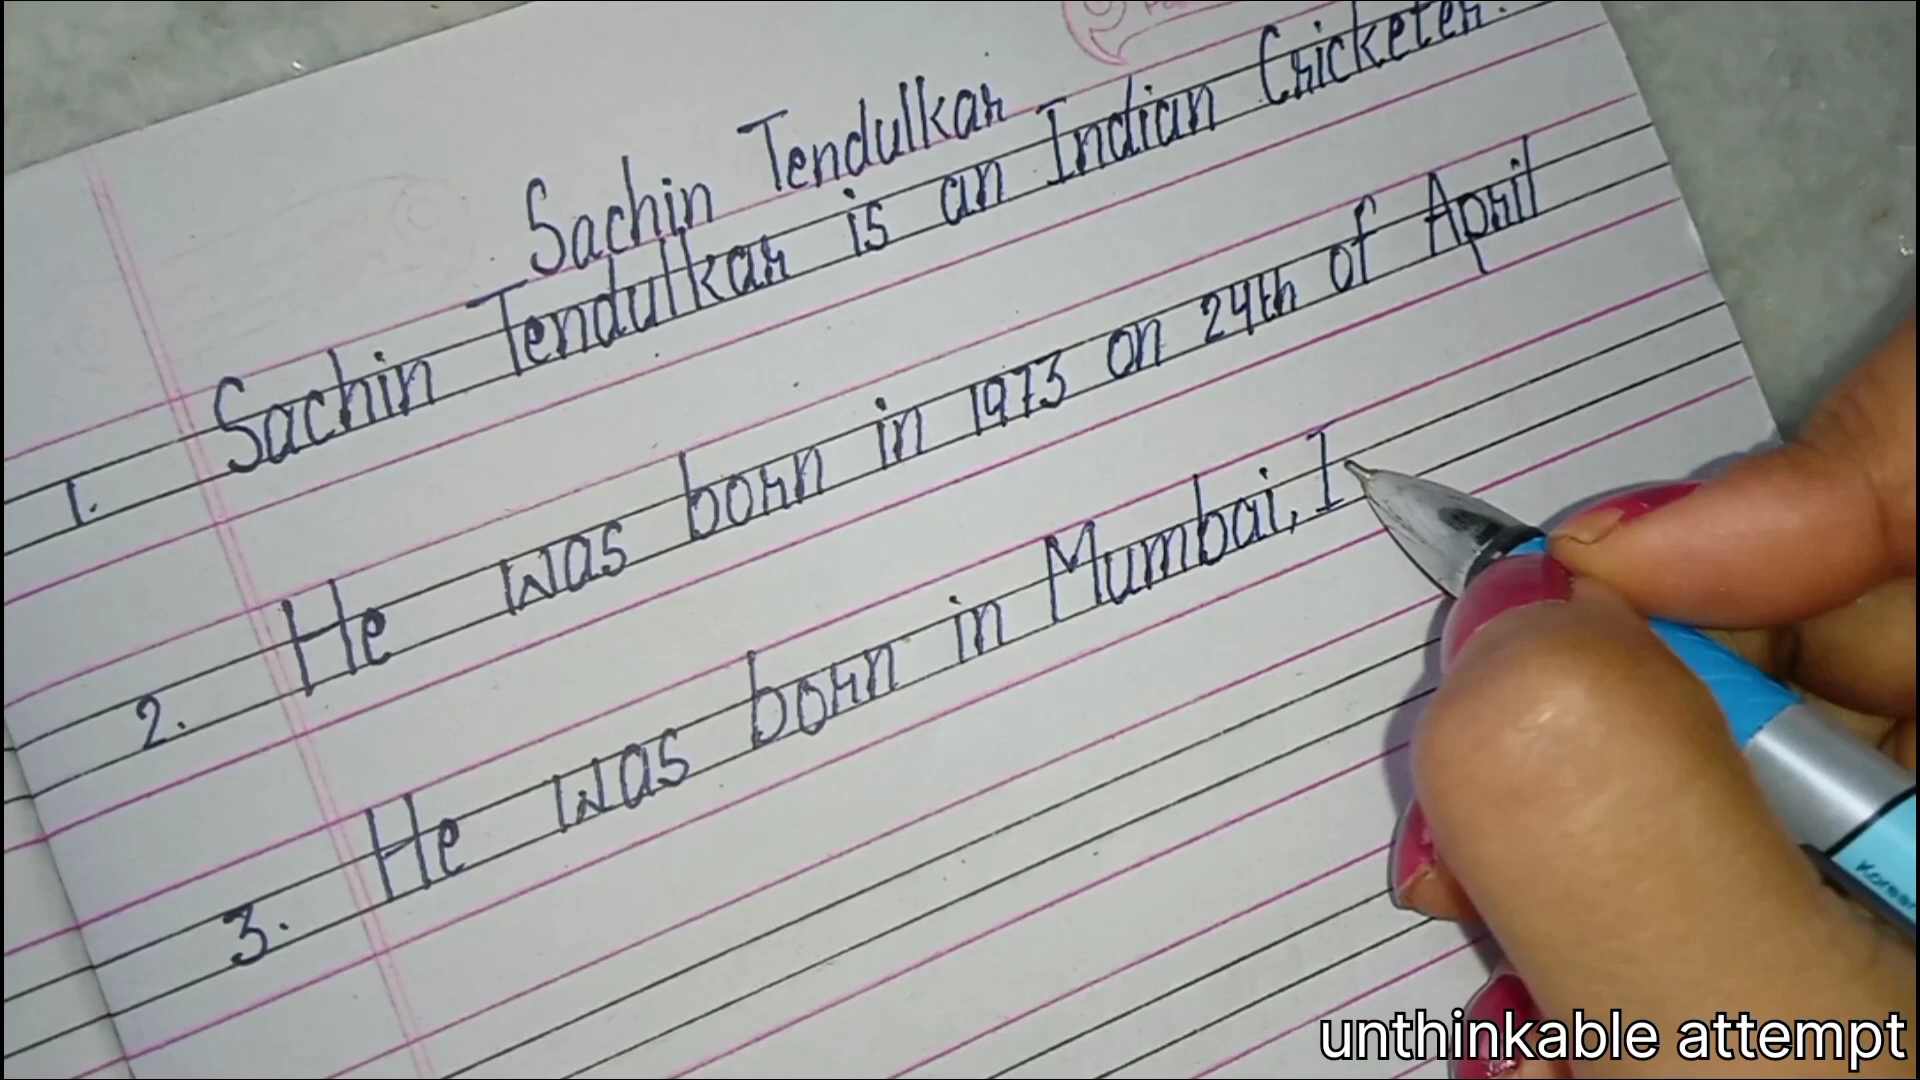 Sachin Tendulkar
1. Sachin Tendulkar is an Indian Cricketer.
2. He was born in 1973 on 24th of April
3. He was born in Mumbai, I
unthinkable attempt